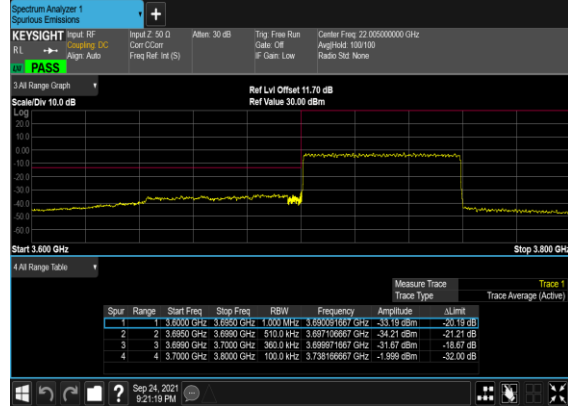 Spectrum Analyzer 1
Spurious Emissions
+
KEYSIGHT Input: RF Input Z: 50 Ω Atten: 30 dB Trig: Free Run Center Freq: 22.005000000 GHz
RL Coupling: DC Corr CCorr Gate: Off Avg|Hold: 100/100
Align: Auto Freq Ref: Int (S) IF Gain: Low Radio Std: None
PASS
3 All Range Graph
Ref Lvl Offset 11.70 dB
Scale/Div 10.0 dB Ref Value 30.00 dBm
Log
20.0
10.0
0.00
-10.0
-20.0
-30.0
-40.0
-50.0
-60.0
Start 3.600 GHz Stop 3.800 GHz
4 All Range Table
Measure Trace Trace 1
Trace Type Trace Average (Active)
Spur Range Start Freq Stop Freq RBW Frequency Amplitude ΔLimit
1 1 3.6000 GHz 3.6950 GHz 1.000 MHz 3.690091667 GHz -33.19 dBm -20.19 dB
2 2 3.6950 GHz 3.6990 GHz 510.0 kHz 3.697106667 GHz -34.21 dBm -21.21 dB
3 3 3.6990 GHz 3.7000 GHz 360.0 kHz 3.699971667 GHz -31.67 dBm -18.67 dB
4 4 3.7000 GHz 3.8000 GHz 100.0 kHz 3.738166667 GHz -1.999 dBm -32.00 dB
? Sep 24, 2021
9:21:19 PM